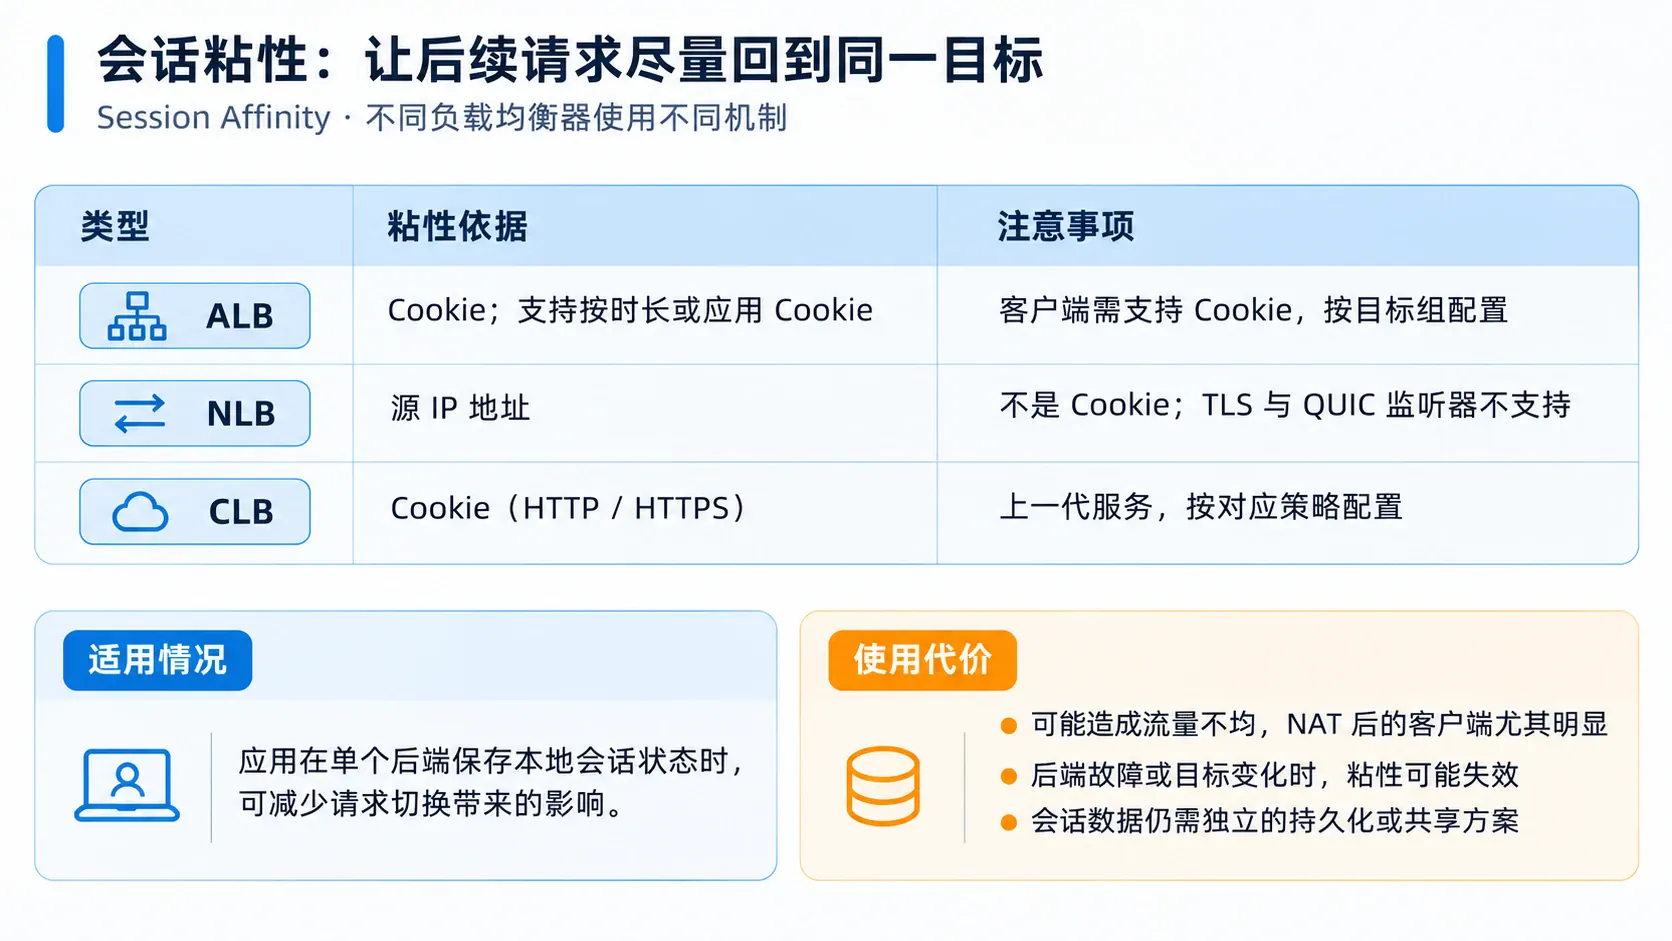 会话粘性：让后续请求尽量回到同一目标
Session Affinity · 不同负载均衡器使用不同机制
类型
粘性依据
注意事项
ALB
Cookie；支持按时长或应用 Cookie
客户端需支持 Cookie，按目标组配置
NLB
源 IP 地址
不是 Cookie；TLS 与 QUIC 监听器不支持
CLB
Cookie（HTTP / HTTPS）
上一代服务，按对应策略配置
适用情况
应用在单个后端保存本地会话状态时，
可减少请求切换带来的影响。
使用代价
可能造成流量不均，NAT 后的客户端尤其明显
后端故障或目标变化时，粘性可能失效
会话数据仍需独立的持久化或共享方案